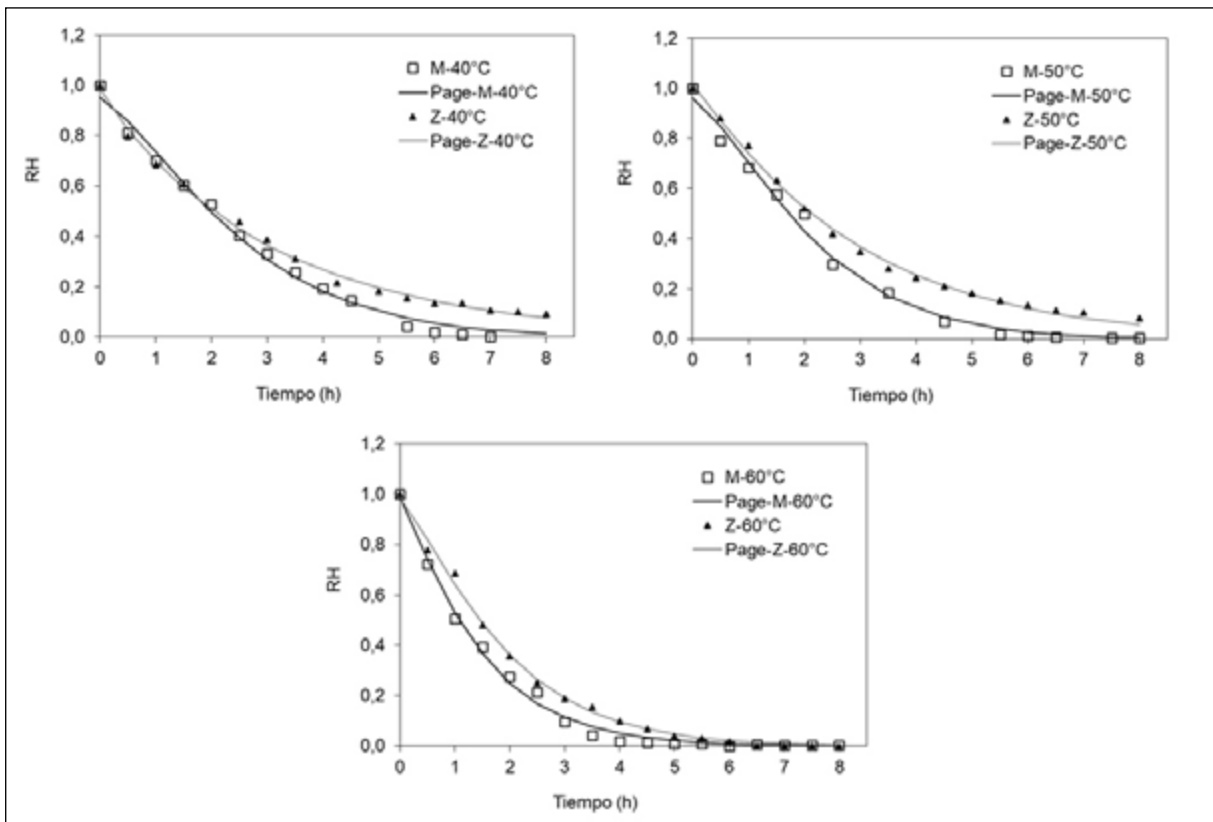 1,2
1,0
0,8
0,6
0,4
0,2
0,0
RH
0 1 2 3 4 5 6 7 8
Tiempo (h)
M-40°C
Page-M-40°C
Z-40°C
Page-Z-40°C
1,2
1,0
0,8
0,6
0,4
0,2
0,0
RH
0 1 2 3 4 5 6 7 8
Tiempo (h)
M-50°C
Page-M-50°C
Z-50°C
Page-Z-50°C
1,2
1,0
0,8
0,6
0,4
0,2
0,0
RH
0 1 2 3 4 5 6 7 8
Tiempo (h)
M-60°C
Page-M-60°C
Z-60°C
Page-Z-60°C